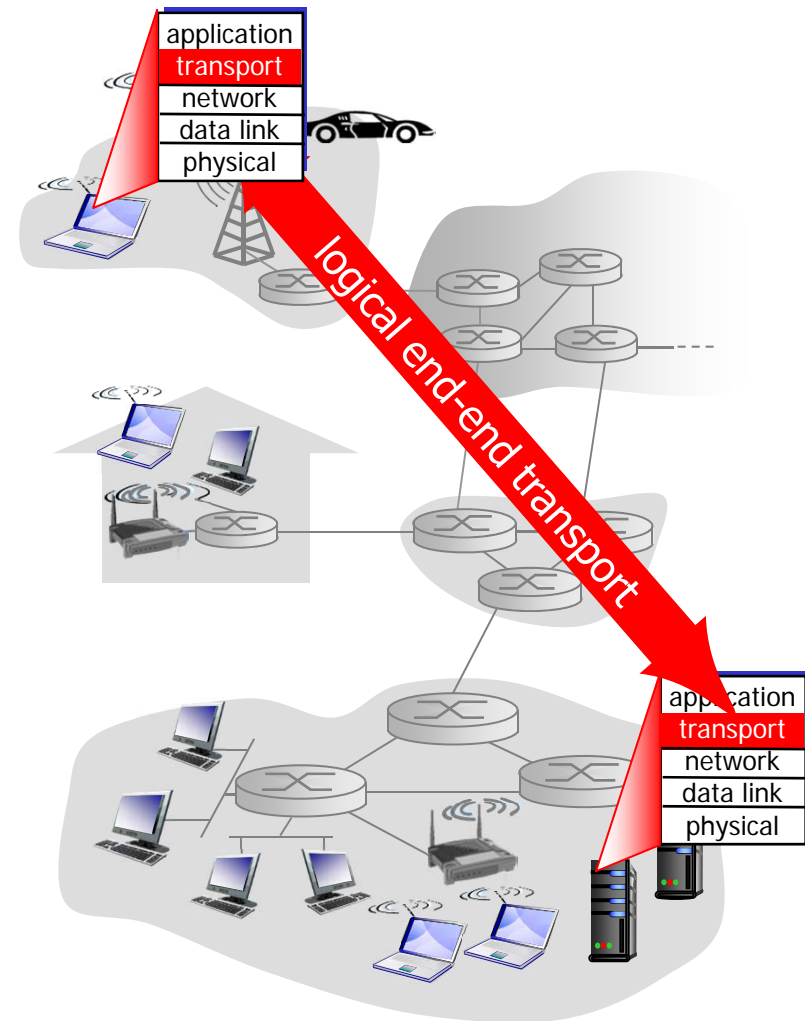 application
transport
network
data link
physical
logical end-end transport
application
transport
network
data link
physical